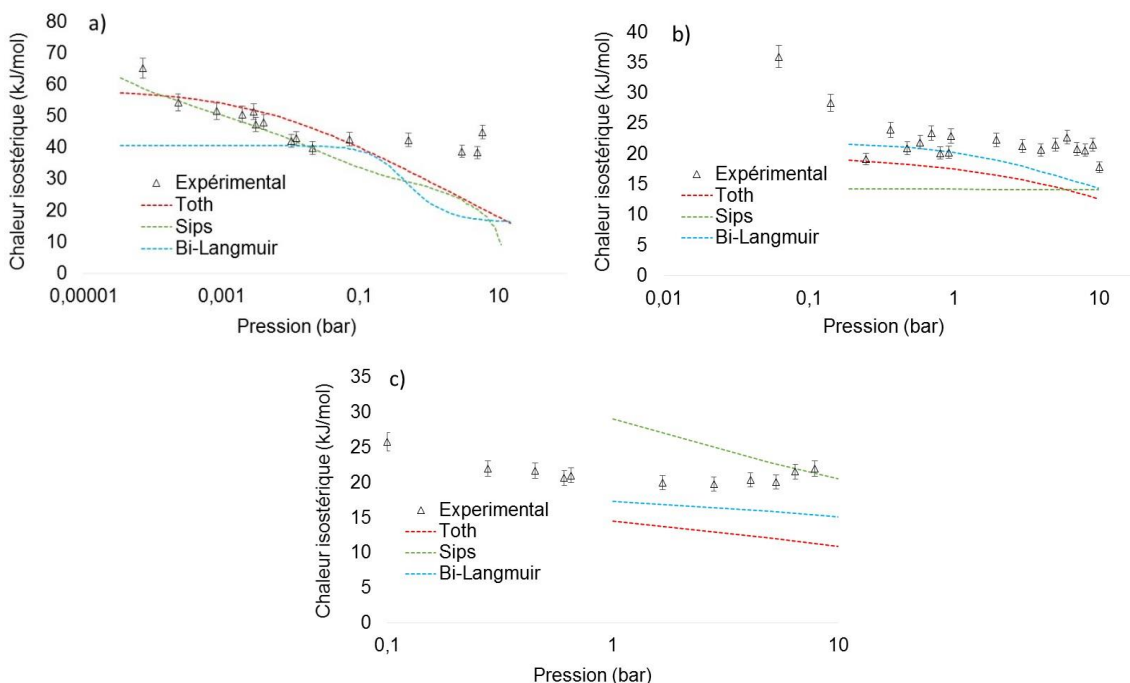 a)
Chaleur isostérique (kJ/mol)
80
70
60
50
40
30
20
10
0
Expérimental
Toth
Sips
Bi-Langmuir
0,00001
0,001
0,1
10
Pression (bar)
b)
Chaleur isostérique (kJ/mol)
40
35
30
25
20
15
10
5
0
Expérimental
Toth
Sips
Bi-Langmuir
0,01
0,1
1
10
Pression (bar)
c)
Chaleur isostérique (kJ/mol)
35
30
25
20
15
10
5
0
Experimental
Toth
Sips
Bi-Langmuir
0,1
1
10
Pression (bar)